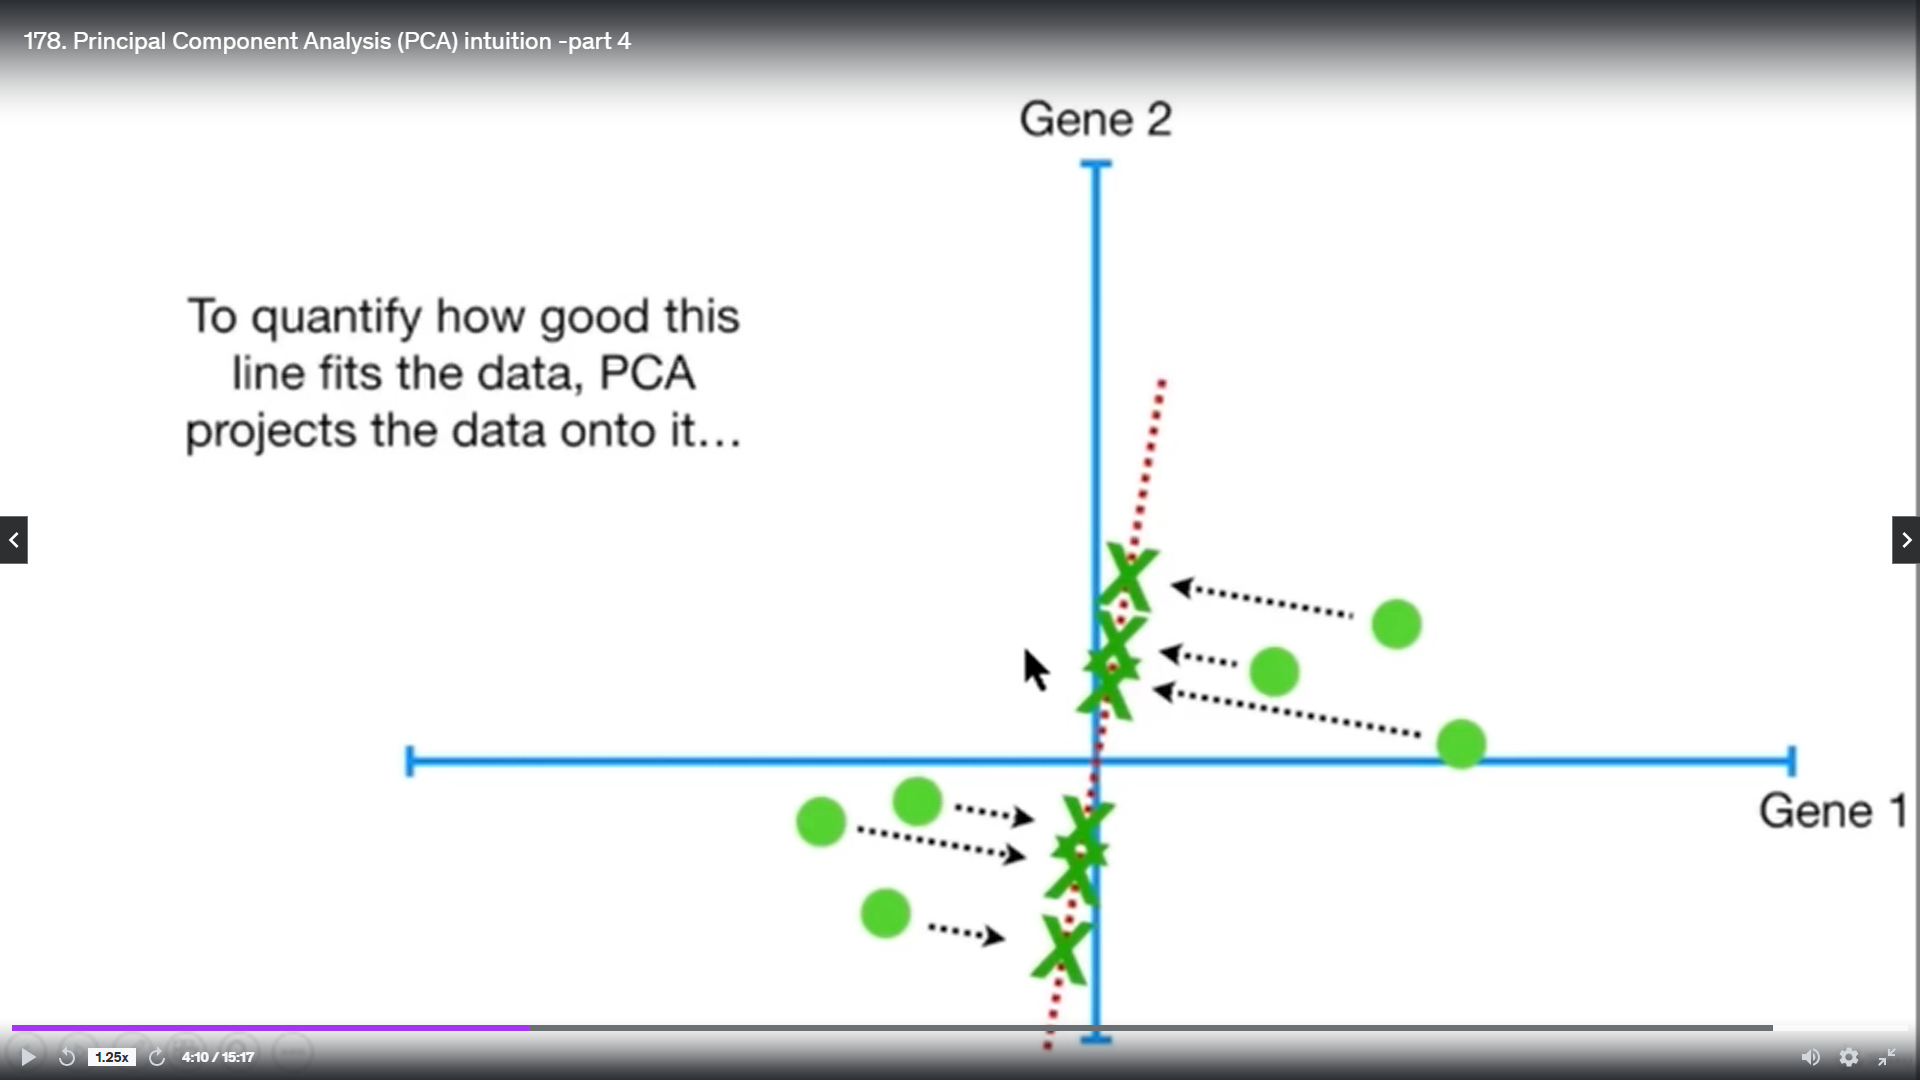 178. Principal Component Analysis (PCA) intuition -part 4
Gene 2
To quantify how good this
line fits the data, PCA
projects the data onto it...
Gene 1
1.25x
4:10 / 15:17